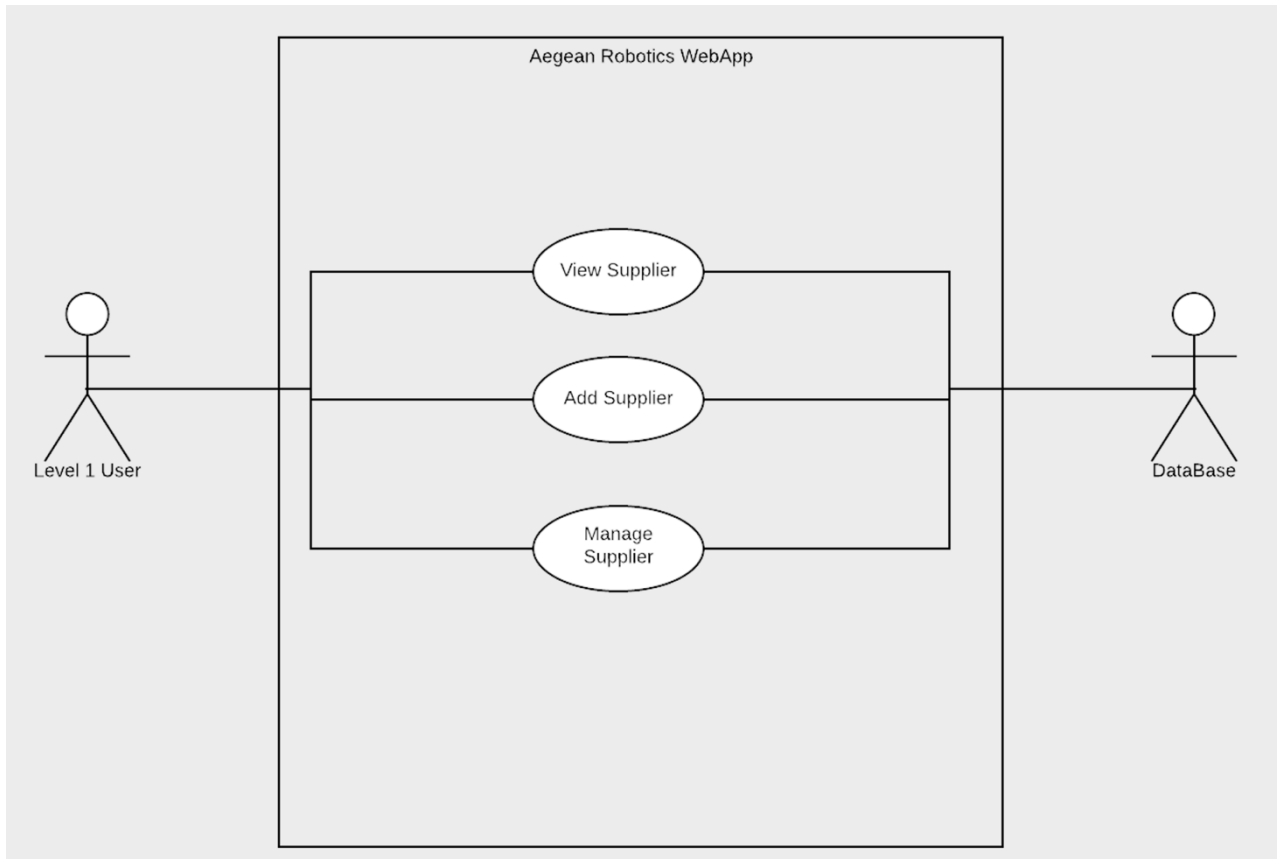 Aegean Robotics WebApp
View Supplier
Add Supplier
Manage
Supplier
Level 1 User
DataBase